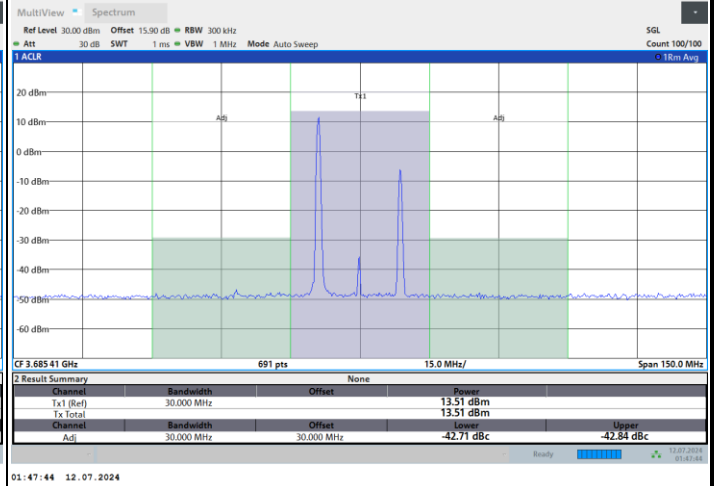 MultiView Spectrum
Ref Level 30.00 dBm Offset 15.90 dB RBW 300 kHz SGL
Att 30 dB SWT 1 ms VBW 1 MHz Mode Auto Sweep Count 100/100
1 ACLR 1Rm Avg
20 dBm
Tx1
10 dBm Adj Adj
0 dBm
-10 dBm
-20 dBm
-30 dBm
-40 dBm
-50 dBm
-60 dBm
CF 3.685 41 GHz 691 pts 15.0 MHz/ Span 150.0 MHz
2 Result Summary None
Channel Bandwidth Offset Power
Tx1 (Ref) 30.000 MHz 13.51 dBm
Tx Total 13.51 dBm
Channel Bandwidth Offset Lower Upper
Adj 30.000 MHz 30.000 MHz -42.71 dBc -42.84 dBc
Ready 12.07.2024
01:47:44
01:47:44 12.07.2024